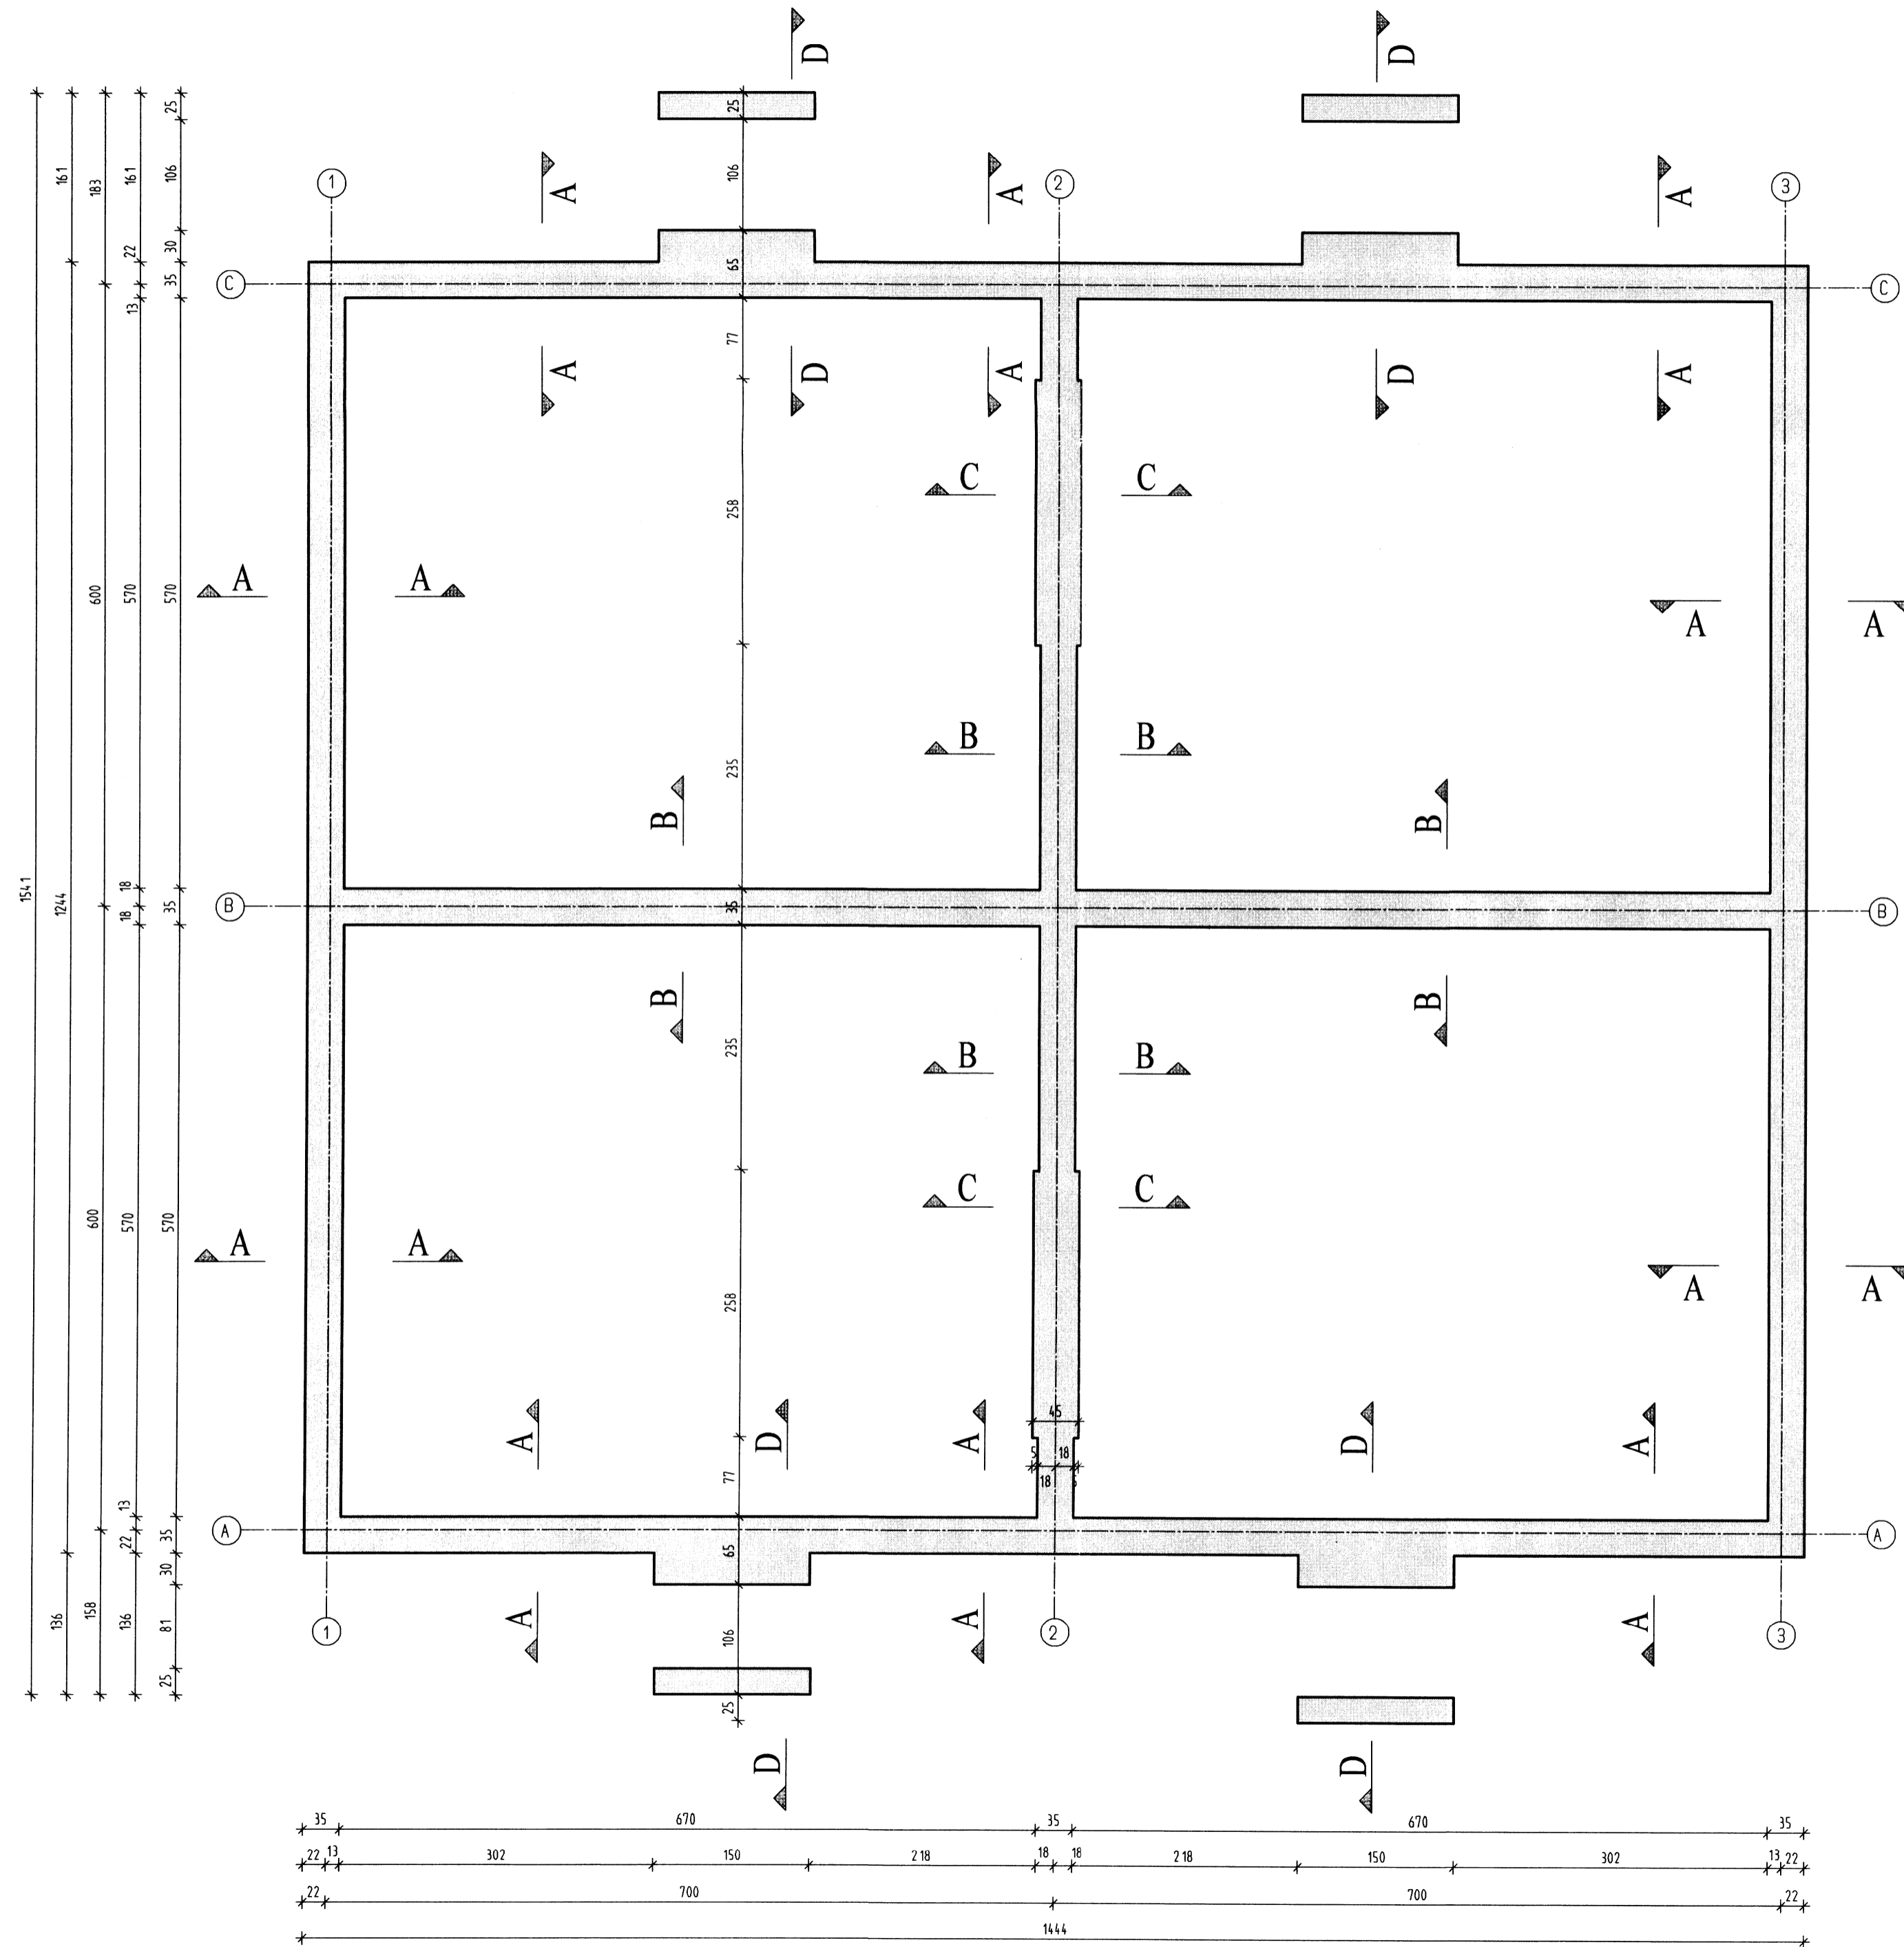 D D
25 25
161 183 161 106 106
1 2 3
A A A
22 30 65
C 35 C
13
77
A D A D A
C C
258
600 570 570
A A A A
B B
235
B B
1541 1244
18
B 35 35 B
18
B B
235
B B
C C
600 570 570
258
A A A A
45
A D A D A
5 18
77
18 5
13
A 22 35 A
65
30
136 158 136 81
A A A
1 2 3
106
25
25
D D
35 670 35 670 35
22 13 302 150 218 18 18 218 150 302 13 22
22 700 700 22
1444